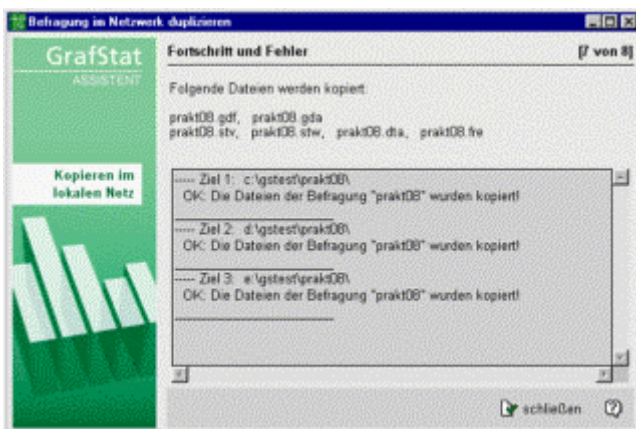 Befragung im Netzwerk duplizieren
GrafStat
ASSISTENT
Kopieren im
lokalen Netz
Fortschritt und Fehler [7 von 8]
Folgende Dateien werden kopiert:
prakt08.gdf, prakt08.gda
prakt08.stv, prakt08.stw, prakt08.dta, prakt08.fre
----- Ziel 1: c:\gstest\prakt08\
OK: Die Dateien der Befragung "prakt08" wurden kopiert!
----- Ziel 2: d:\gstest\prakt08\
OK: Die Dateien der Befragung "prakt08" wurden kopiert!
----- Ziel 3: e:\gstest\prakt08\
OK: Die Dateien der Befragung "prakt08" wurden kopiert!
schließen